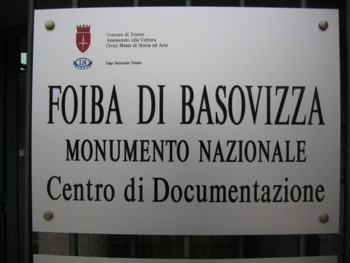 Comune di Trieste
Assessorato alla Cultura
Civici Musei di Storia ed Arte
LN
Lega Nazionale Trieste
FOIBA DI BASOVIZZA
MONUMENTO NAZIONALE
Centro di Documentazione